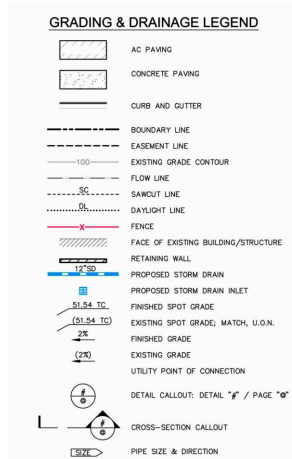 GRADING & DRAINAGE LEGEND
AC PAVING
CONCRETE PAVING
CURB AND GUTTER
BOUNDARY LINE
EASEMENT LINE
100 EXISTING GRADE CONTOUR
FLOW LINE
SC SAWCUT LINE
DL DAYLIGHT LINE
X FENCE
FACE OF EXISTING BUILDING/STRUCTURE
RETAINING WALL
12"SD PROPOSED STORM DRAIN
PROPOSED STORM DRAIN INLET
51.54 TC FINISHED SPOT GRADE
(51.54 TC) EXISTING SPOT GRADE; MATCH, U.O.N.
2% FINISHED GRADE
(2%) EXISTING GRADE
UTILITY POINT OF CONNECTION
# @ DETAIL CALLOUT: DETAIL "#" / PAGE "@"
# @ CROSS-SECTION CALLOUT
SIZE PIPE SIZE & DIRECTION